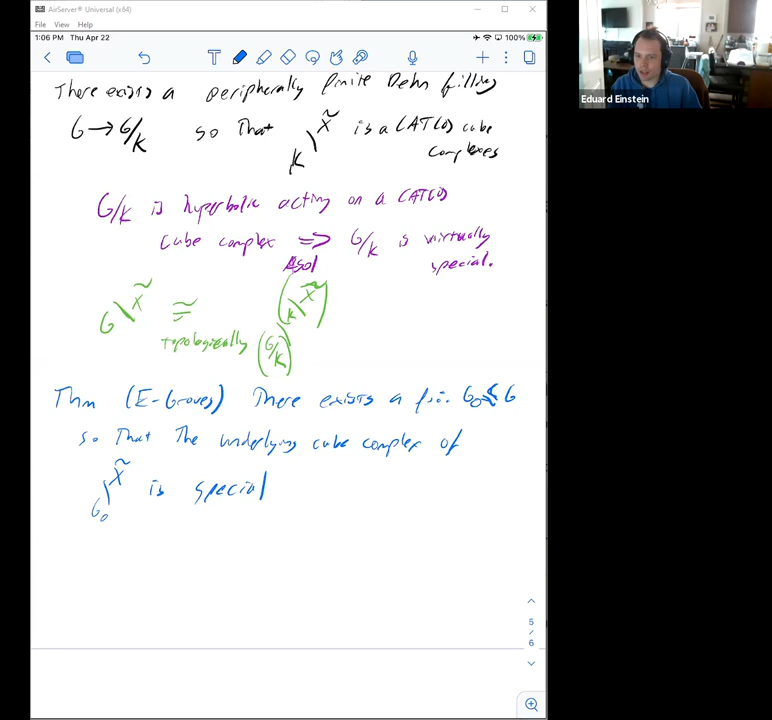 AirServer® Universal (x64)
File Edit View Help
1:06 PM Thu Apr 22
100%
There exists a peripherally finite Dehn filling
G → G/K so that K\X̃ is a CAT(0) cube
complexes
G/K is hyperbolic acting on a CAT(0)
cube complex ⟹ G/K is virtually
Agol special.
G\X̃ ≅ (G/K)\(K\X̃)
topologically
Thm (E-Groves) There exists a f.i. G₀ ≤ G
so that the underlying cube complex of
G₀\X̃ is special
5
/
6
Eduard Einstein